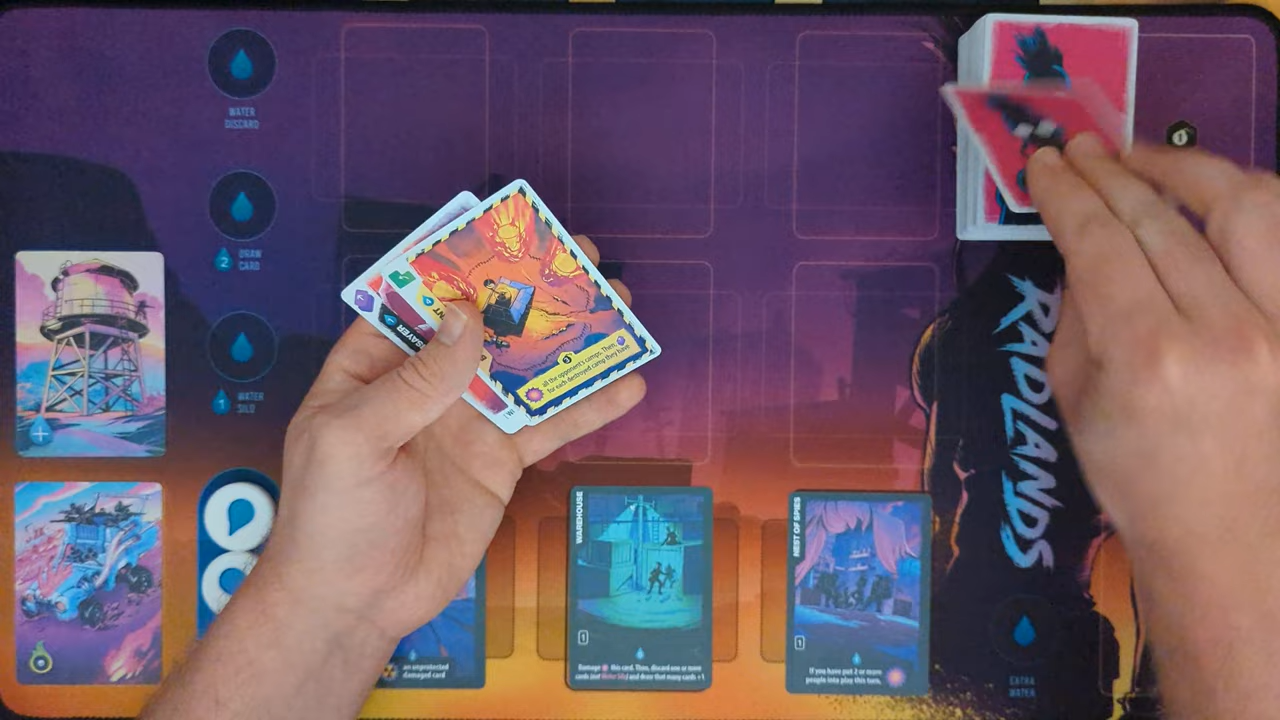 WATER
DISCARD
2
DRAW
CARD
1
WATER
SILO
all the opponent's camps. Then
for each destroyed camp they have
RADLANDS
WAREHOUSE
1
Damage this card. Then, discard one or more
cards (not Water Silo) and draw that many cards +1
NEST OF SPIES
1
If you have put 2 or more
people into play this turn,
an unprotected
damaged card
EXTRA
WATER
1